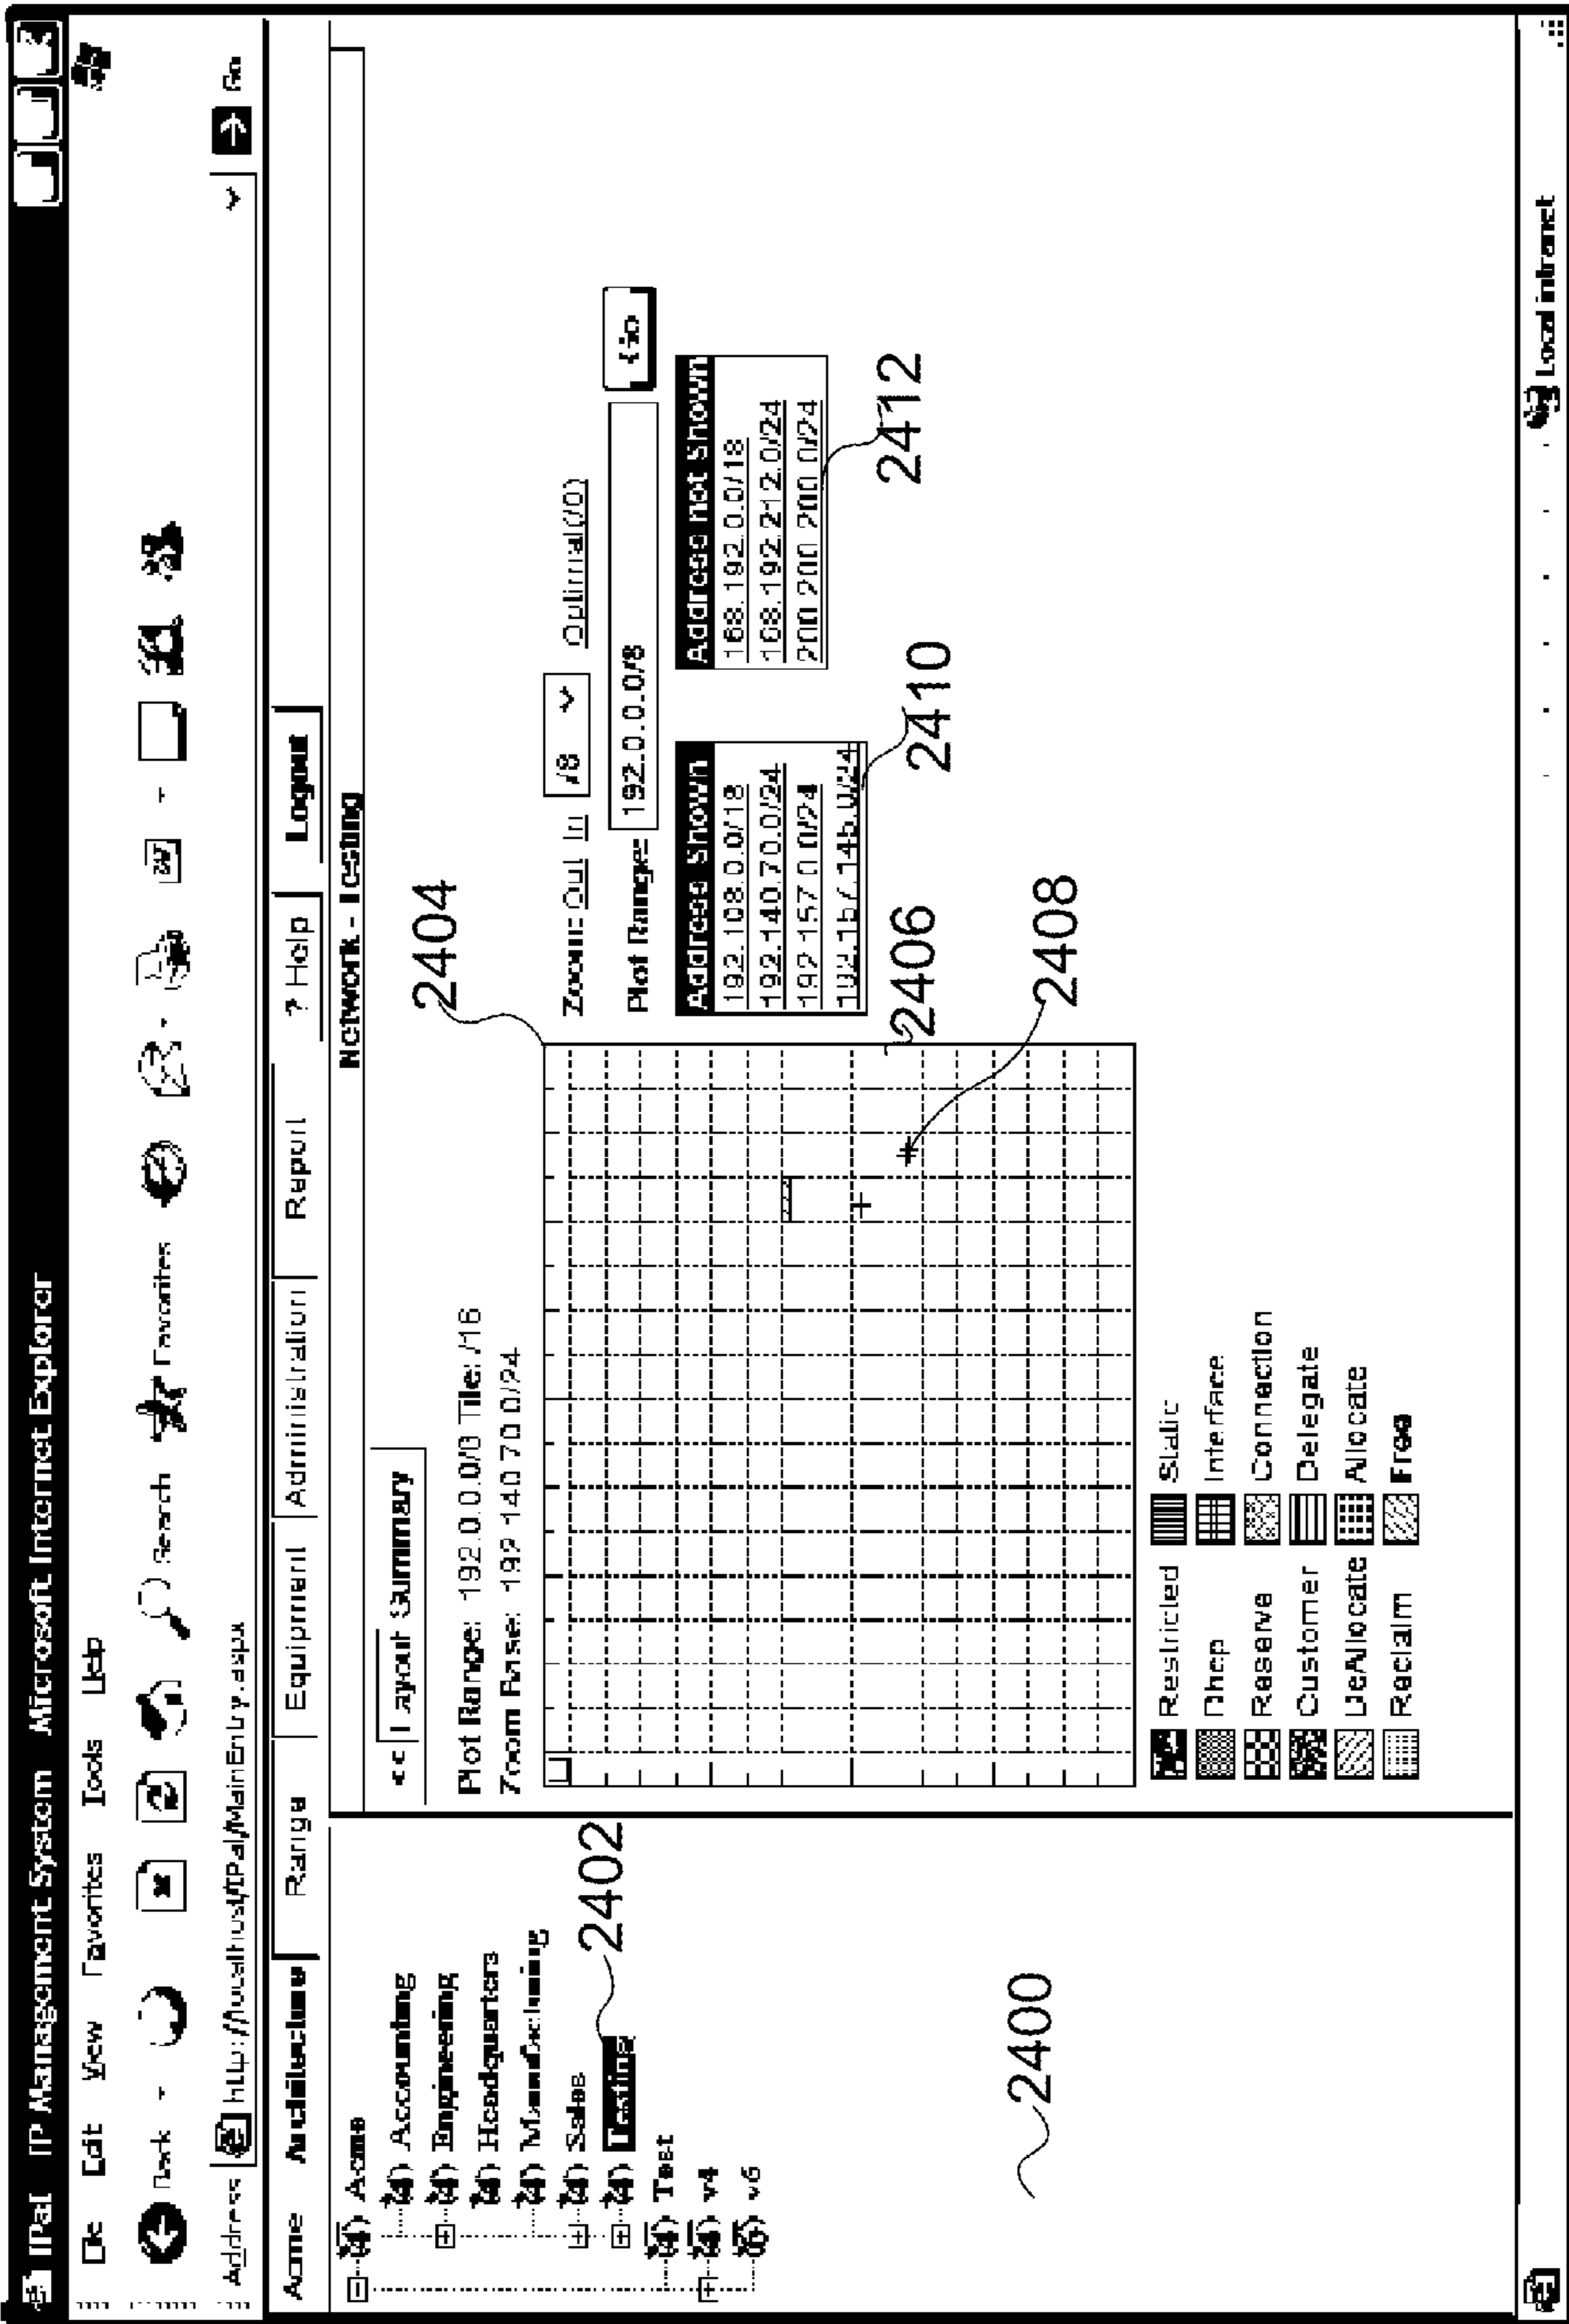 IPal IP Management System Microsoft Internet Explorer
File Edit View Favorites Tools Help
Back Search Favorites
Address http://localhost/IPal/MainEntry.aspx Go
Acme Architecture Range Equipment Administration Report ? Help Logout
Network - Testing
Acme
Accounting
Engineering
Headquarters
Manufacturing
Sales
Testing
Test
v4
v6
2400
2402
<< Layout Summary
Plot Range: 192.0.0.0/8 Tile: /16
Zoom Base: 192.140.70.0/24
2404
2406
2408
Zoom: Out In /8 Optimal(/0)
Plot Range: 192.0.0.0/8 Go
Address Shown
192.108.0.0/18
192.140.70.0/24
192.157.0.0/24
192.157.145.0/24
2410
Address not Shown
168.192.0.0/18
168.192.212.0/24
200.200.200.0/24
2412
Restricted Static
Dhcp Interface
Reserve Connection
Customer Delegate
DeAllocate Allocate
Reclaim Free
Local intranet